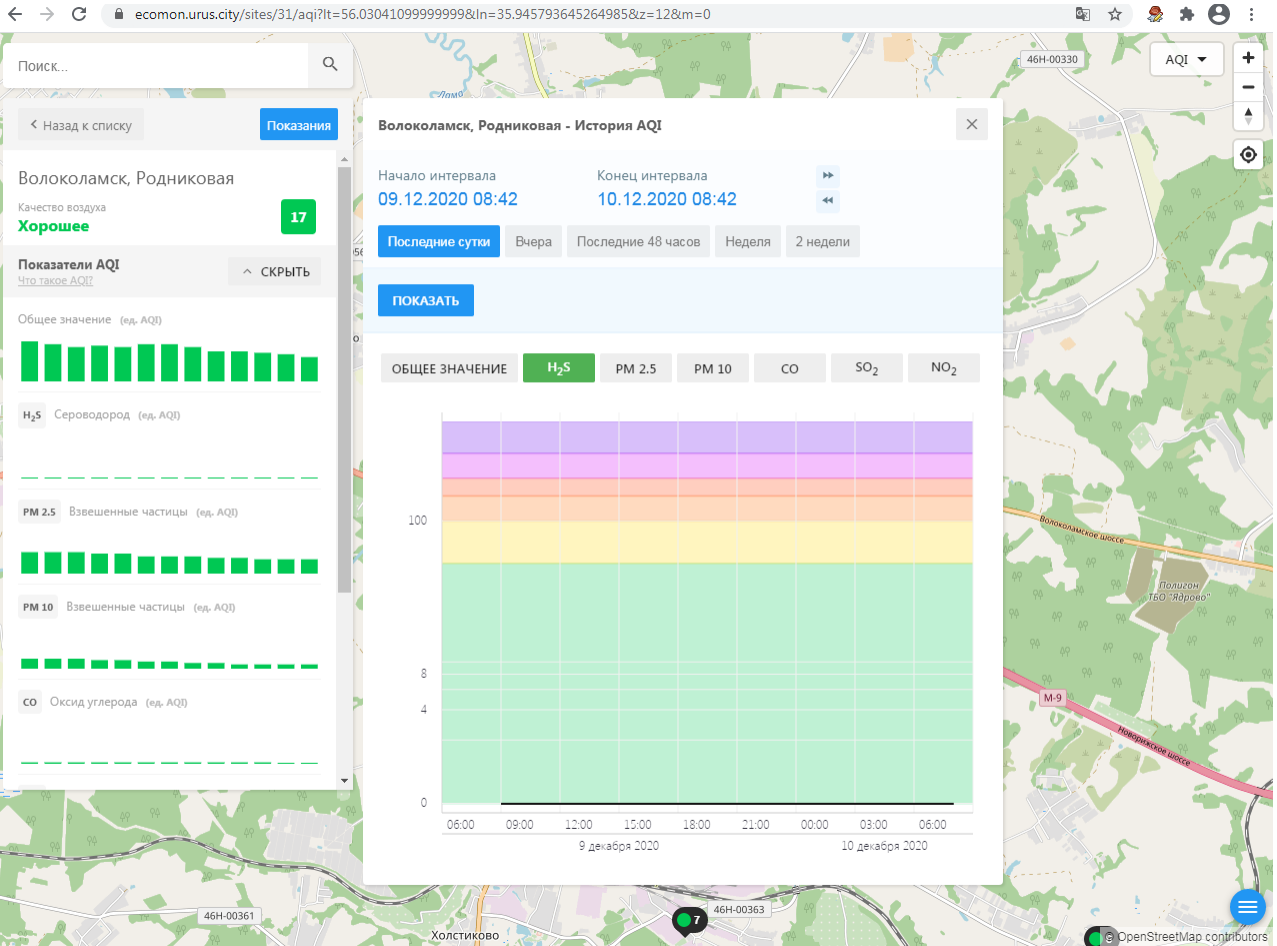 ecomon.urus.city/sites/31/aqi?lt=56.03041099999999&ln=35.945793645264985&z=12&m=0
Поиск...
Лама
46Н-00330
AQI
Назад к списку
Показания
Волоколамск, Родниковая
Качество воздуха
Хорошее
17
Показатели AQI
Что такое AQI?
СКРЫТЬ
Общее значение (ед. AQI)
H2S Сероводород (ед. AQI)
PM 2.5 Взвешенные частицы (ед. AQI)
PM 10 Взвешенные частицы (ед. AQI)
CO Оксид углерода (ед. AQI)
Волоколамск, Родниковая - История AQI
Начало интервала
Конец интервала
09.12.2020 08:42
10.12.2020 08:42
Последние сутки
Вчера
Последние 48 часов
Неделя
2 недели
ПОКАЗАТЬ
ОБЩЕЕ ЗНАЧЕНИЕ
H2S
PM 2.5
PM 10
CO
SO2
NO2
100
8
4
0
06:00 09:00 12:00 15:00 18:00 21:00 00:00 03:00 06:00
9 декабря 2020
10 декабря 2020
Волоколамское шоссе
Полигон
ТБО "Ядрово"
М-9
Новорижское шоссе
46Н-00361
46Н-00363
7
Холстиково
© OpenStreetMap contributors